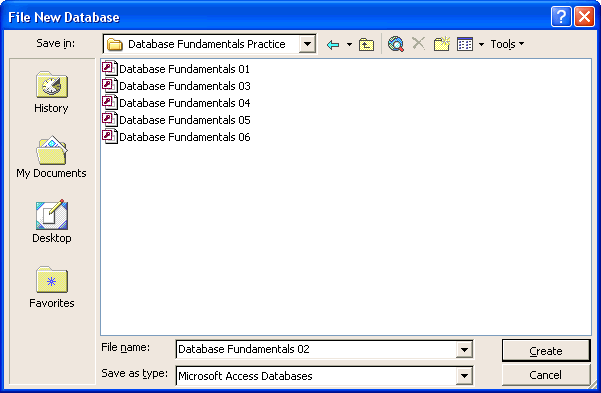 File New Database
Save in: Database Fundamentals Practice Tools
History
My Documents
Desktop
Favorites
Database Fundamentals 01
Database Fundamentals 03
Database Fundamentals 04
Database Fundamentals 05
Database Fundamentals 06
File name: Database Fundamentals 02 Create
Save as type: Microsoft Access Databases Cancel